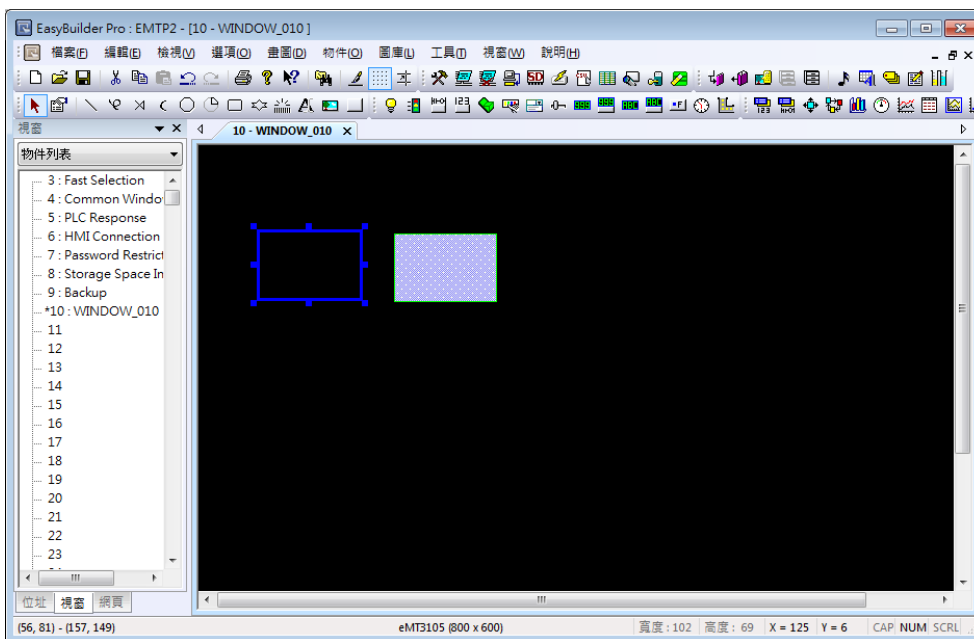 EasyBuilder Pro : EMTP2 - [10 - WINDOW_010 ]
檔案(F) 編輯(E) 檢視(V) 選項(O) 畫圖(D) 物件(O) 圖庫(L) 工具(T) 視窗(W) 說明(H)
視窗
10 - WINDOW_010
物件列表
3 : Fast Selection
4 : Common Windo
5 : PLC Response
6 : HMI Connection
7 : Password Restrict
8 : Storage Space In
9 : Backup
*10 : WINDOW_010
11
12
13
14
15
16
17
18
19
20
21
22
23
位址 視窗 網頁
(56, 81) - (157, 149) eMT3105 (800 x 600) 寬度 : 102 高度 : 69 X = 125 Y = 6 CAP NUM SCRL